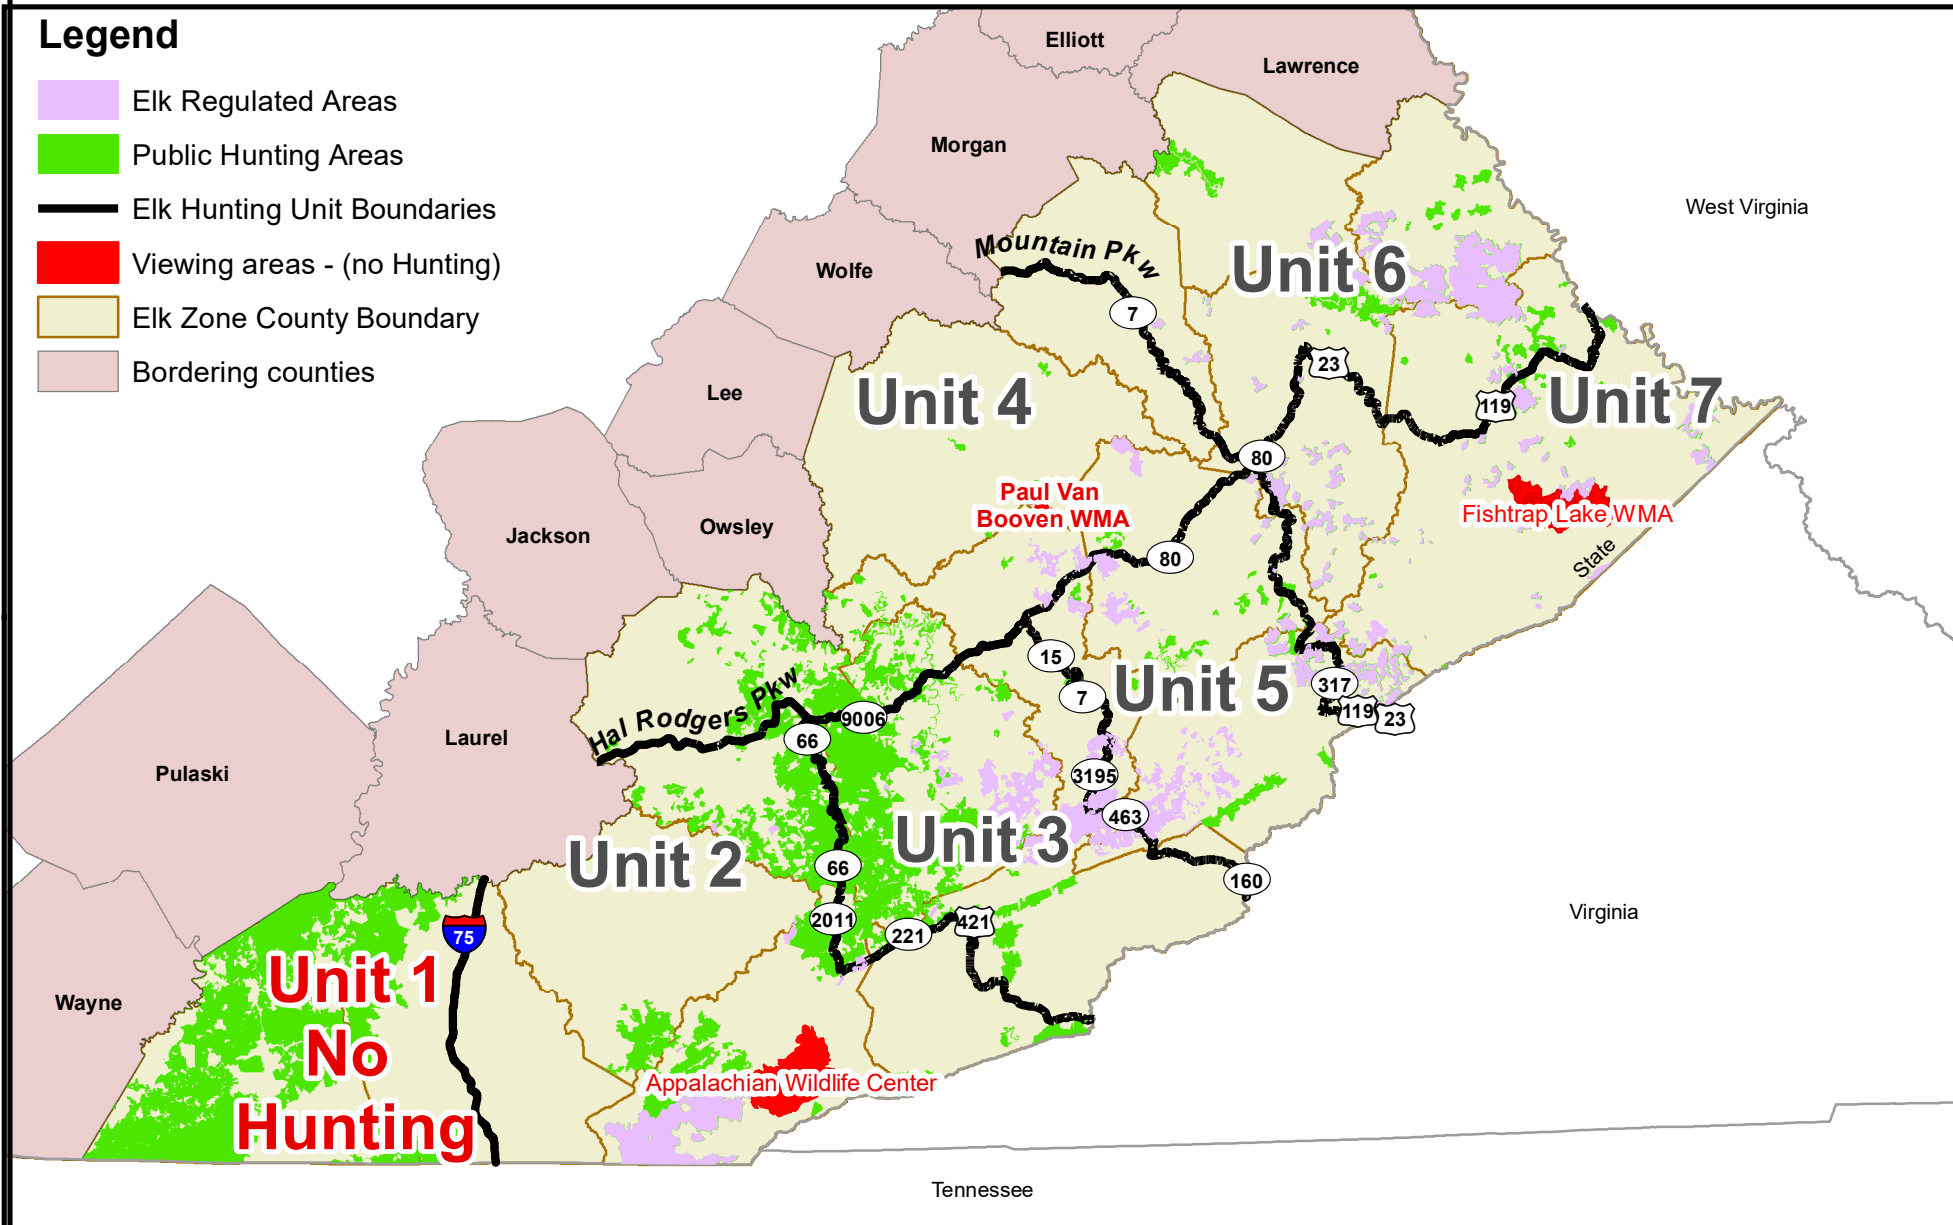 Legend
Elk Regulated Areas
Public Hunting Areas
Elk Hunting Unit Boundaries
Viewing areas - (no Hunting)
Elk Zone County Boundary
Bordering counties
Elliott
Lawrence
Morgan
West Virginia
Mountain Pkw
Wolfe
Unit 6
7
23
Lee
Unit 4
119
Unit 7
80
Paul Van
Booven WMA
Fishtrap Lake WMA
Jackson
Owsley
80
State
15
7
Unit 5
317
119
23
Hal Rodgers Pkw
9006
66
Laurel
Pulaski
3195
463
Unit 3
Unit 2
66
160
2011
221
421
Virginia
75
Unit 1
No
Hunting
Wayne
Appalachian Wildlife Center
Tennessee